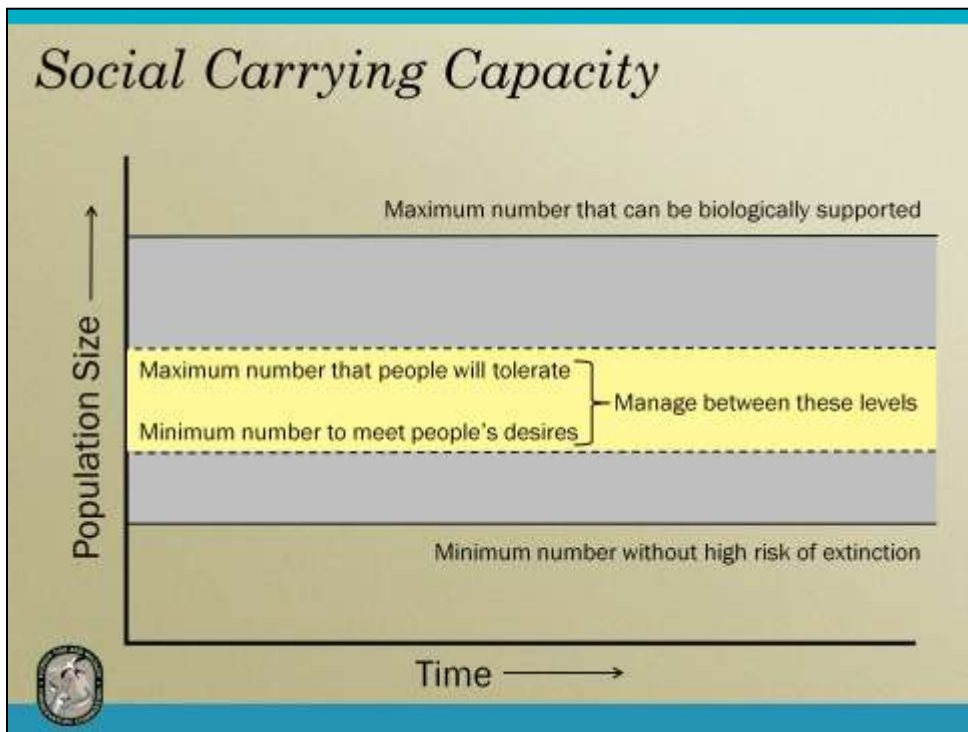 Social Carrying Capacity
Maximum number that can be biologically supported
Maximum number that people will tolerate
Manage between these levels
Minimum number to meet people's desires
Minimum number without high risk of extinction
Population Size
Time